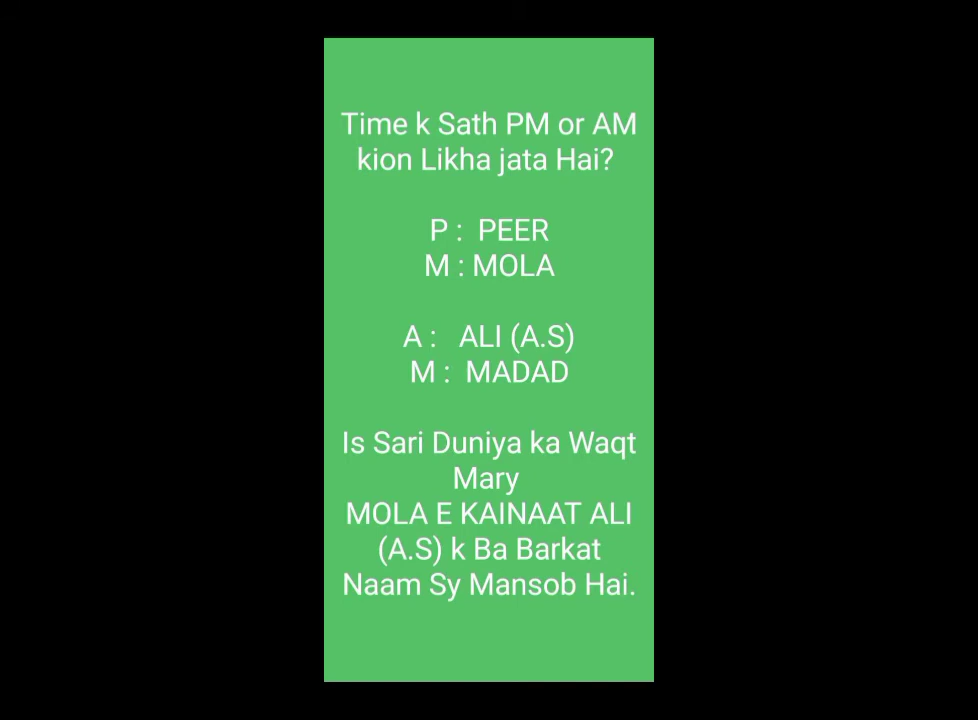 Time k Sath PM or AM
kion Likha jata Hai?
P : PEER
M : MOLA
A : ALI (A.S)
M : MADAD
Is Sari Duniya ka Waqt
Mary
MOLA E KAINAAT ALI
(A.S) k Ba Barkat
Naam Sy Mansob Hai.